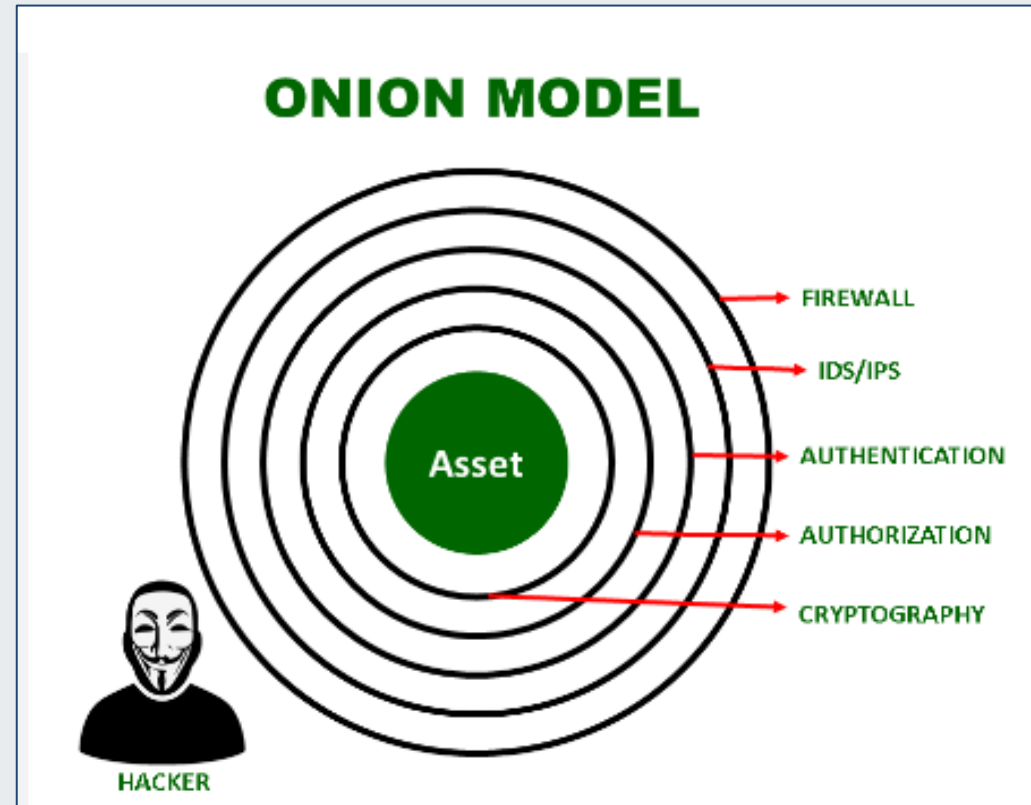 ONION MODEL
FIREWALL
IDS/IPS
Asset
AUTHENTICATION
AUTHORIZATION
CRYPTOGRAPHY
HACKER